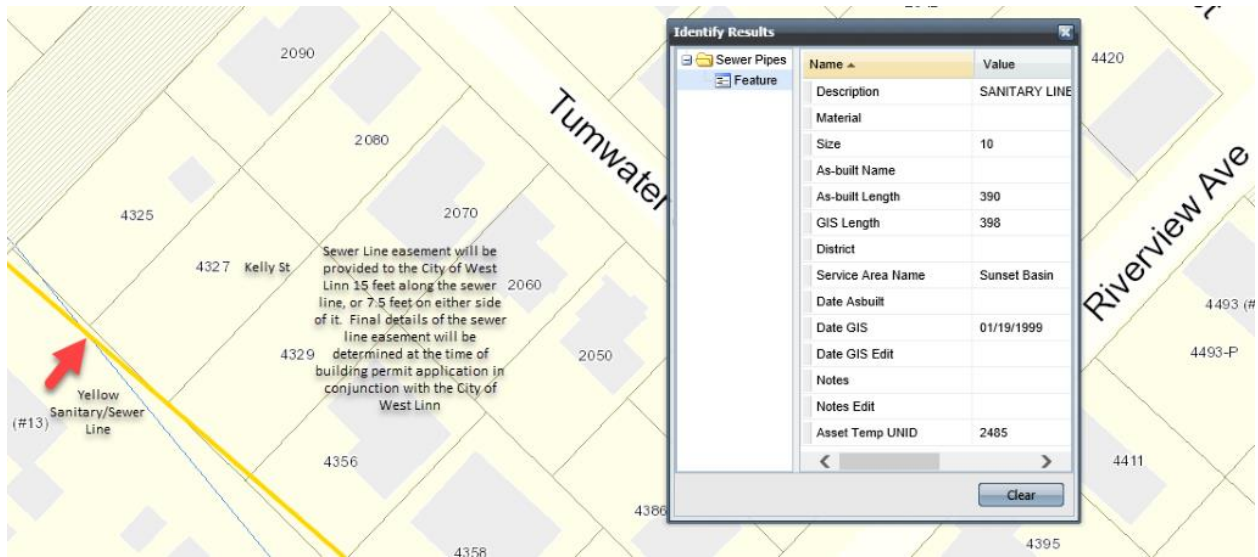 2090
2080
2070
2060
2050
4325
4327 Kelly St
4329
4356
4358
4386
(#13)
Tumwater
Sewer Line easement will be
provided to the City of West
Linn 15 feet along the sewer
line, or 7.5 feet on either side
of it. Final details of the sewer
line easement will be
determined at the time of
building permit application in
conjunction with the City of
West Linn
Yellow
Sanitary/Sewer
Line
Identify Results
Sewer Pipes
Feature
Name Value
Description SANITARY LINE
Material
Size 10
As-built Name
As-built Length 390
GIS Length 398
District
Service Area Name Sunset Basin
Date Asbuilt
Date GIS 01/19/1999
Date GIS Edit
Notes
Notes Edit
Asset Temp UNID 2485
Clear
4420
Riverview Ave
4493 (#
4493-P
4411
4395